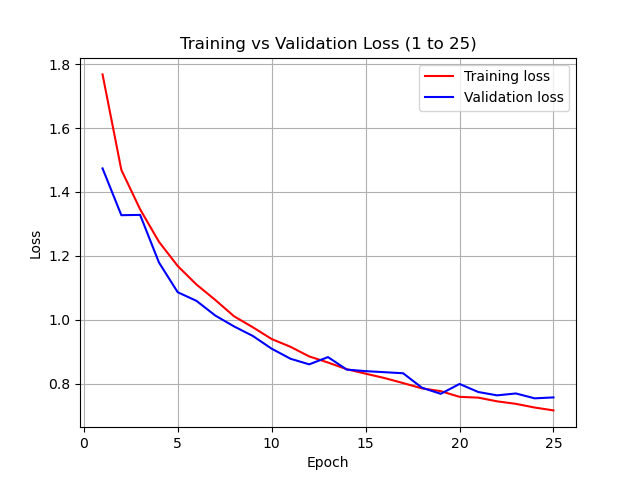 Training vs Validation Loss (1 to 25)
Training loss
Validation loss
Loss
1.8
1.6
1.4
1.2
1.0
0.8
0 5 10 15 20 25
Epoch